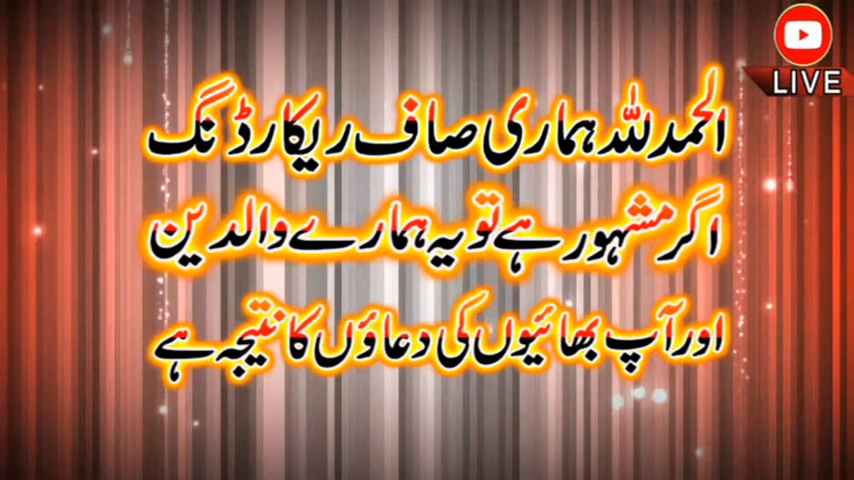 LIVE
الحمدللہ ہماری صاف ریکارڈنگ
اگر مشہور ہے تو یہ ہمارے والدین
اور آپ بھائیوں کی دعاؤں کا نتیجہ ہے